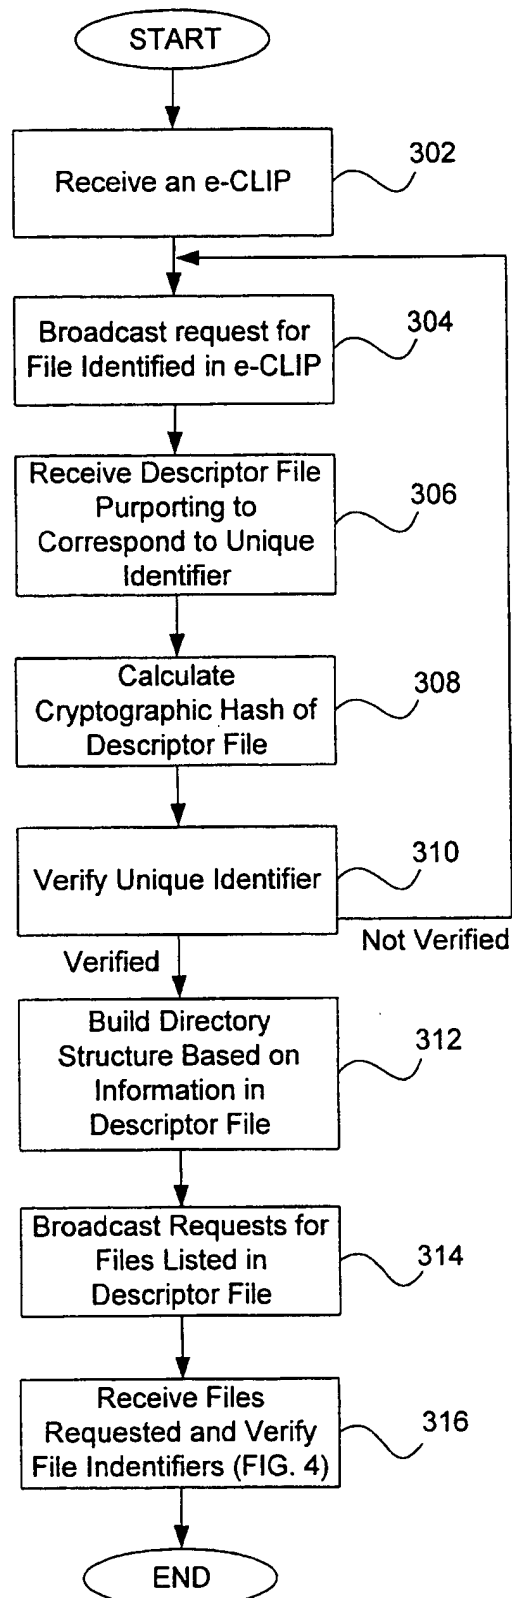 START
Receive an e-CLIP
302
Broadcast request for
File Identified in e-CLIP
304
Receive Descriptor File
Purporting to
Correspond to Unique
Identifier
306
Calculate
Cryptographic Hash of
Descriptor File
308
Verify Unique Identifier
310
Not Verified
Verified
Build Directory
Structure Based on
Information in
Descriptor File
312
Broadcast Requests for
Files Listed in
Descriptor File
314
Receive Files
Requested and Verify
File Indentifiers (FIG. 4)
316
END